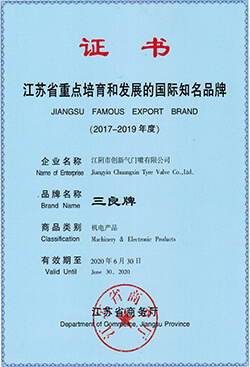 证书
江苏省重点培育和发展的国际知名品牌
JIANGSU FAMOUS EXPORT BRAND
(2017-2019年度)
企业名称 江阴市创新气门嘴有限公司
Name of Enterprise Jiangyin Chuangxin Tyre Valve Co.,Ltd.
品牌名称 三良牌
Brand Name
商品类别 机电产品
Classification Machinery & Electronic Products
有效期至 2020年6月30日
Valid Until June 30, 2020
江苏省商务厅
Department of Commerce, Jiangsu Province